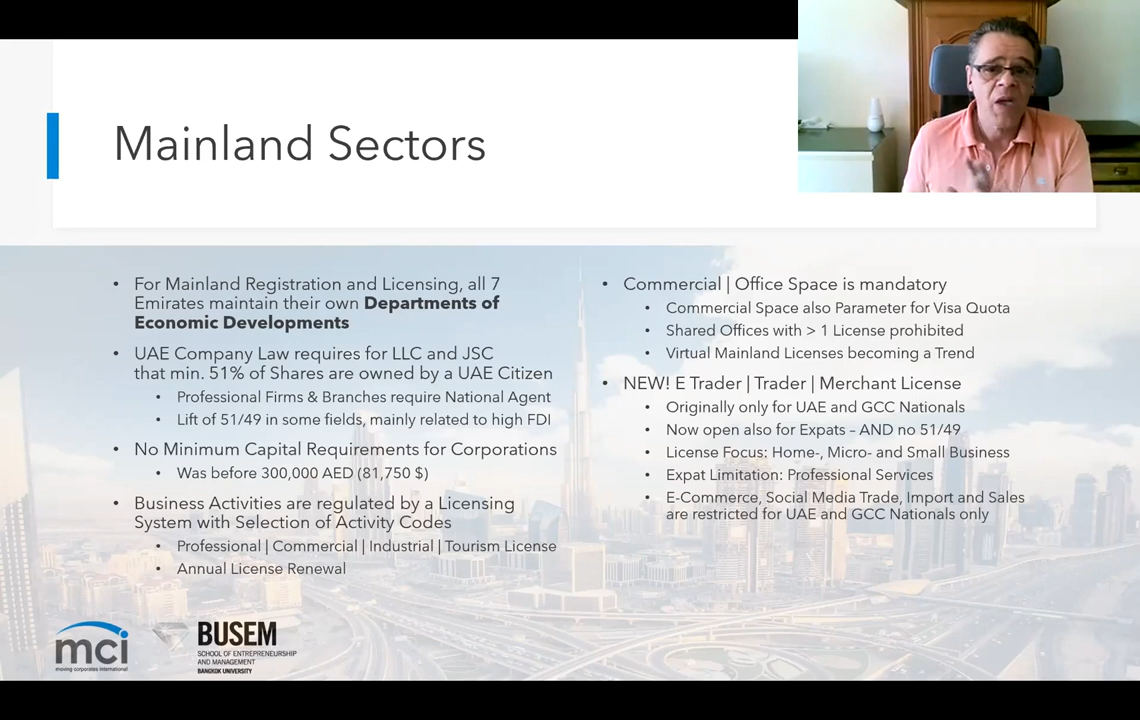 Mainland Sectors
• For Mainland Registration and Licensing, all 7
Emirates maintain their own Departments of
Economic Developments
• UAE Company Law requires for LLC and JSC
that min. 51% of Shares are owned by a UAE Citizen
• Professional Firms & Branches require National Agent
• Lift of 51/49 in some fields, mainly related to high FDI
• No Minimum Capital Requirements for Corporations
• Was before 300,000 AED (81,750 $)
• Business Activities are regulated by a Licensing
System with Selection of Activity Codes
• Professional | Commercial | Industrial | Tourism License
• Annual License Renewal
• Commercial | Office Space is mandatory
• Commercial Space also Parameter for Visa Quota
• Shared Offices with > 1 License prohibited
• Virtual Mainland Licenses becoming a Trend
• NEW! E Trader | Trader | Merchant License
• Originally only for UAE and GCC Nationals
• Now open also for Expats – AND no 51/49
• License Focus: Home-, Micro- and Small Business
• Expat Limitation: Professional Services
• E-Commerce, Social Media Trade, Import and Sales
are restricted for UAE and GCC Nationals only
mci
moving corporates international
BUSEM
SCHOOL OF ENTREPRENEURSHIP
AND MANAGEMENT
BANGKOK UNIVERSITY